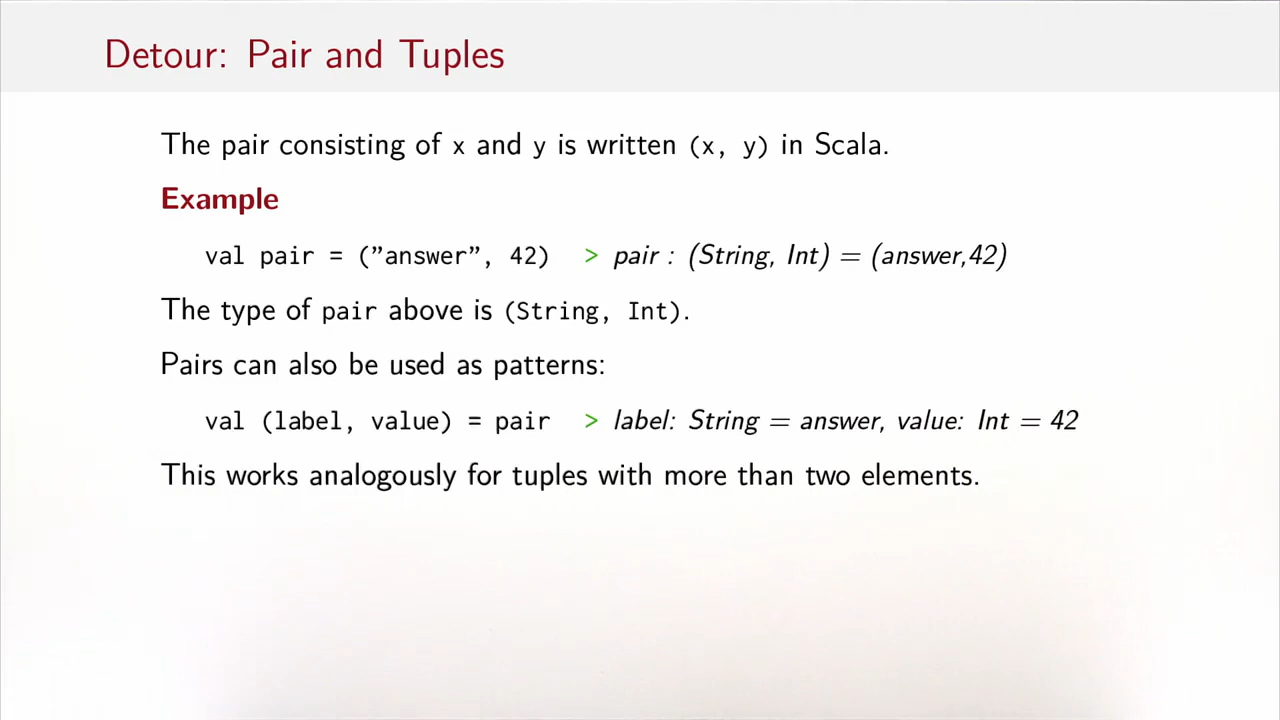 Detour: Pair and Tuples
The pair consisting of x and y is written (x, y) in Scala.
Example
val pair = (”answer”, 42) > pair : (String, Int) = (answer,42)
The type of pair above is (String, Int).
Pairs can also be used as patterns:
val (label, value) = pair > label: String = answer, value: Int = 42
This works analogously for tuples with more than two elements.